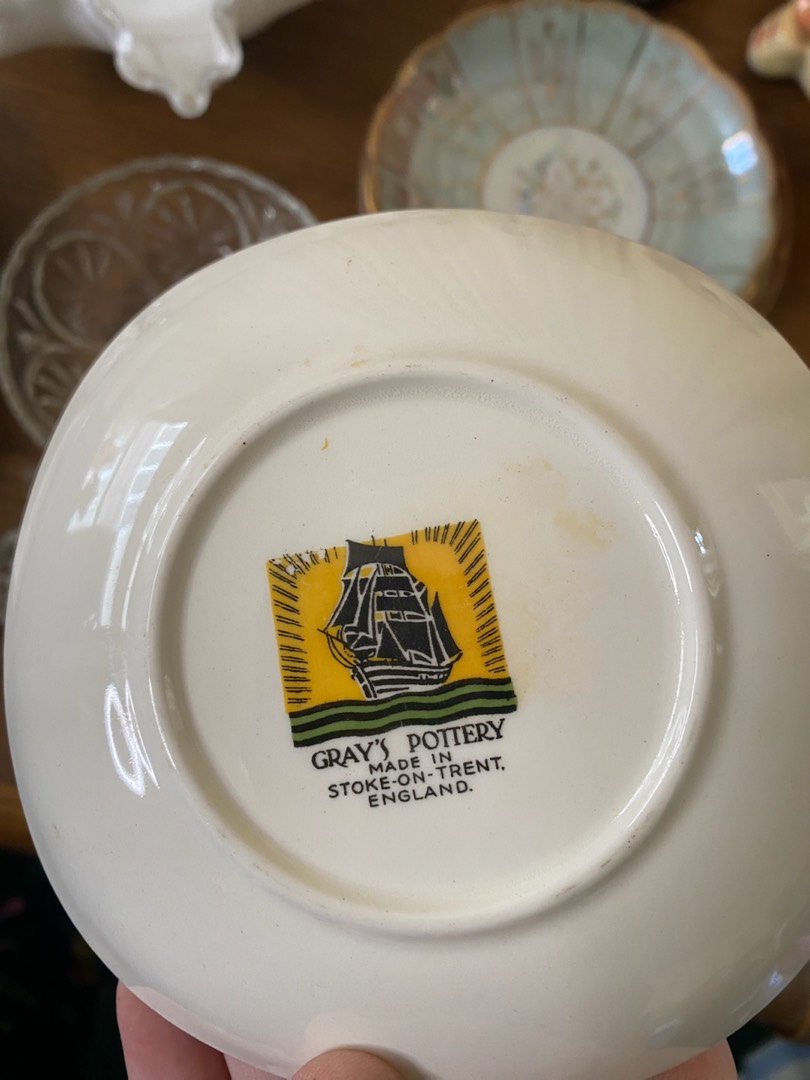 GRAY'S POTTERY
MADE IN
STOKE-ON-TRENT,
ENGLAND.